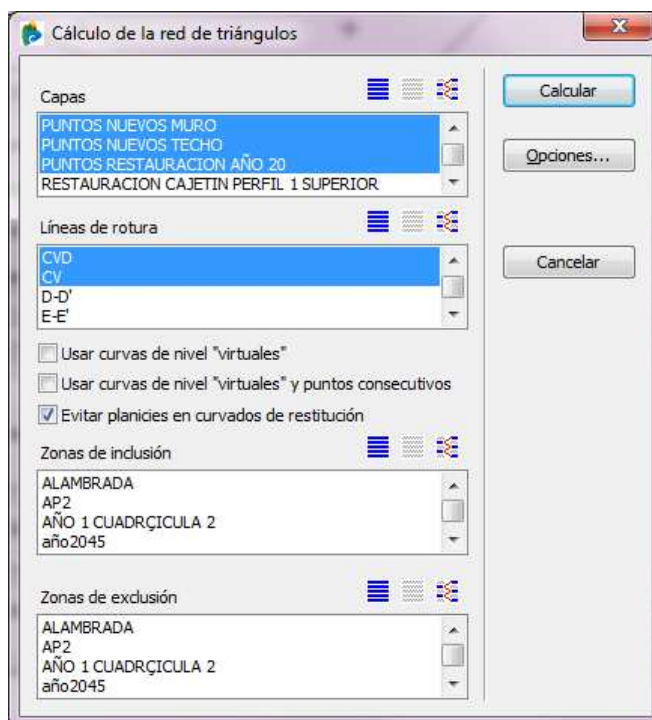 Cálculo de la red de triángulos
Capas
PUNTOS NUEVOS MURO
PUNTOS NUEVOS TECHO
PUNTOS RESTAURACION AÑO 20
RESTAURACION CAJETIN PERFIL 1 SUPERIOR
Líneas de rotura
CVD
CV
D-D'
E-E'
Usar curvas de nivel "virtuales"
Usar curvas de nivel "virtuales" y puntos consecutivos
Evitar planicies en curvados de restitución
Zonas de inclusión
ALAMBRADA
AP2
AÑO 1 CUADRÇICULA 2
año2045
Zonas de exclusión
ALAMBRADA
AP2
AÑO 1 CUADRÇICULA 2
año2045
Calcular
Opciones...
Cancelar